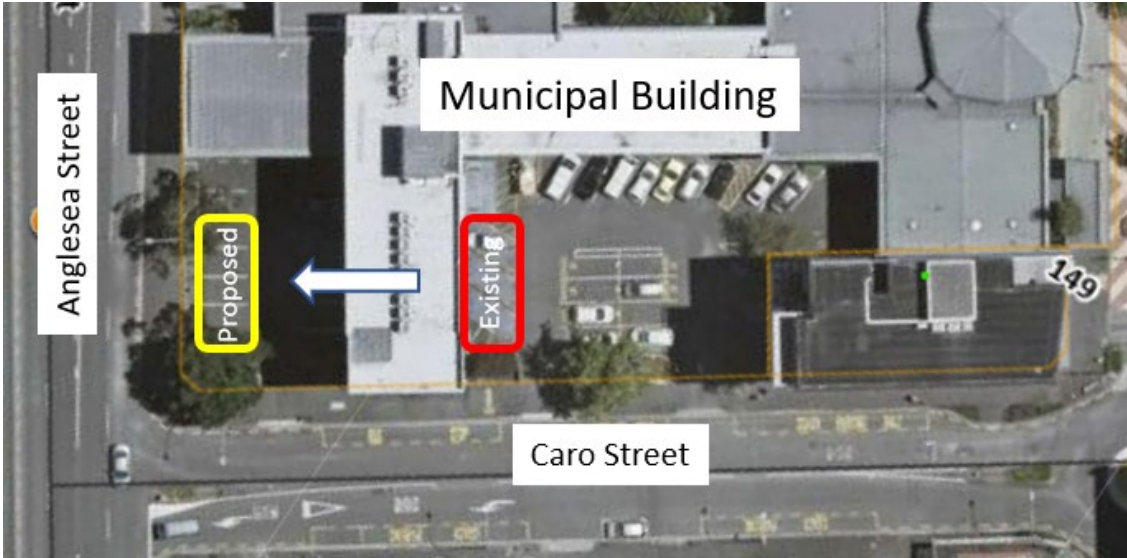 Municipal Building
Anglesea Street
Proposed
Existing
149
Caro Street